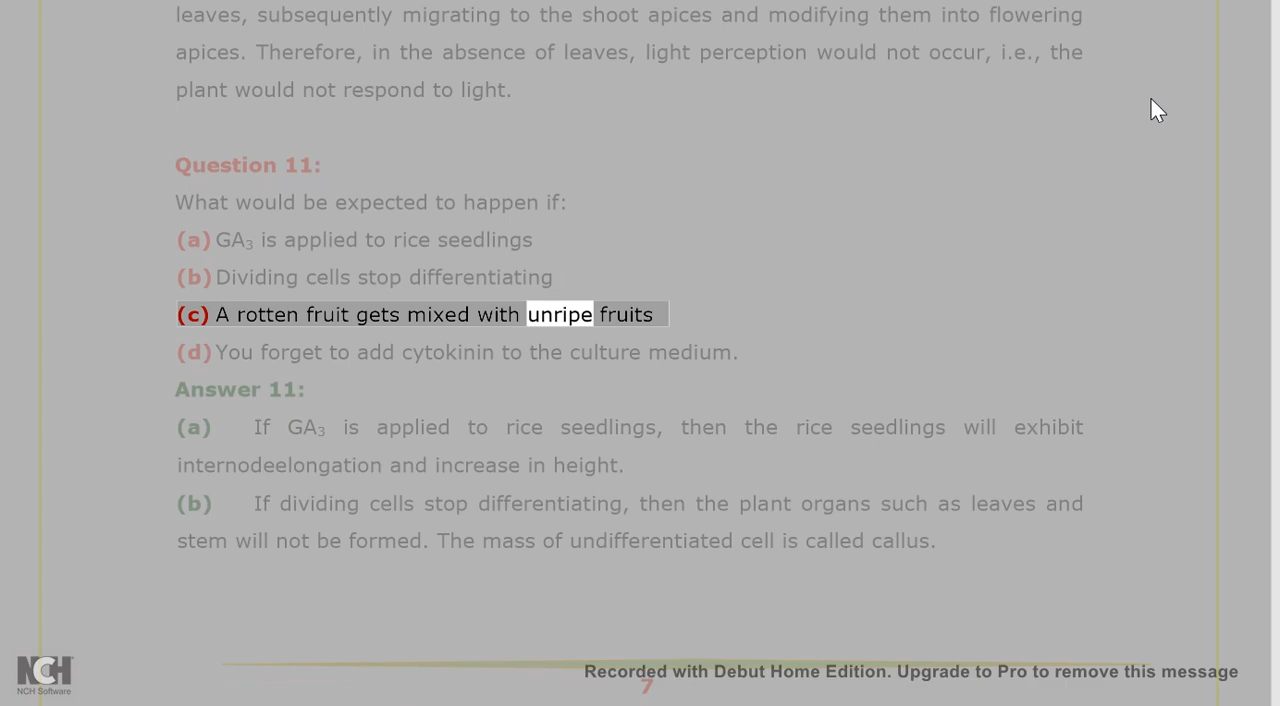 leaves, subsequently migrating to the shoot apices and modifying them into flowering
apices. Therefore, in the absence of leaves, light perception would not occur, i.e., the
plant would not respond to light.
Question 11:
What would be expected to happen if:
(a) GA₃ is applied to rice seedlings
(b) Dividing cells stop differentiating
(c) A rotten fruit gets mixed with unripe fruits
(d) You forget to add cytokinin to the culture medium.
Answer 11:
(a) If GA₃ is applied to rice seedlings, then the rice seedlings will exhibit
internodeelongation and increase in height.
(b) If dividing cells stop differentiating, then the plant organs such as leaves and
stem will not be formed. The mass of undifferentiated cell is called callus.
NCH
NCH Software
Recorded with Debut Home Edition. Upgrade to Pro to remove this message
7